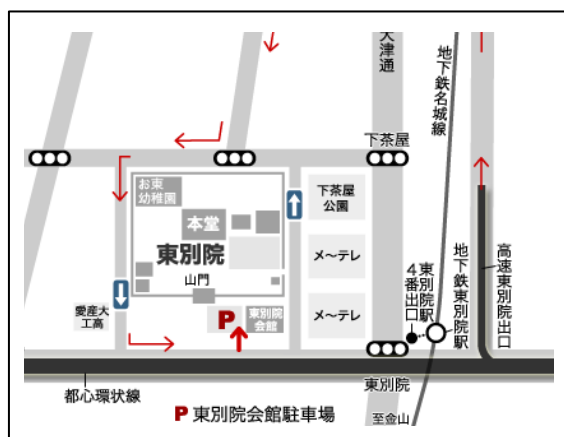 大津通
地下鉄名城線
下茶屋
お東
幼稚園
本堂
東別院
山門
下茶屋
公園
メ〜テレ
メ〜テレ
愛産大
工高
P
東別院
会館
東別院駅
4番出口
地下鉄東別院駅
高速東別院出口
東別院
都心環状線
至金山
P 東別院会館駐車場